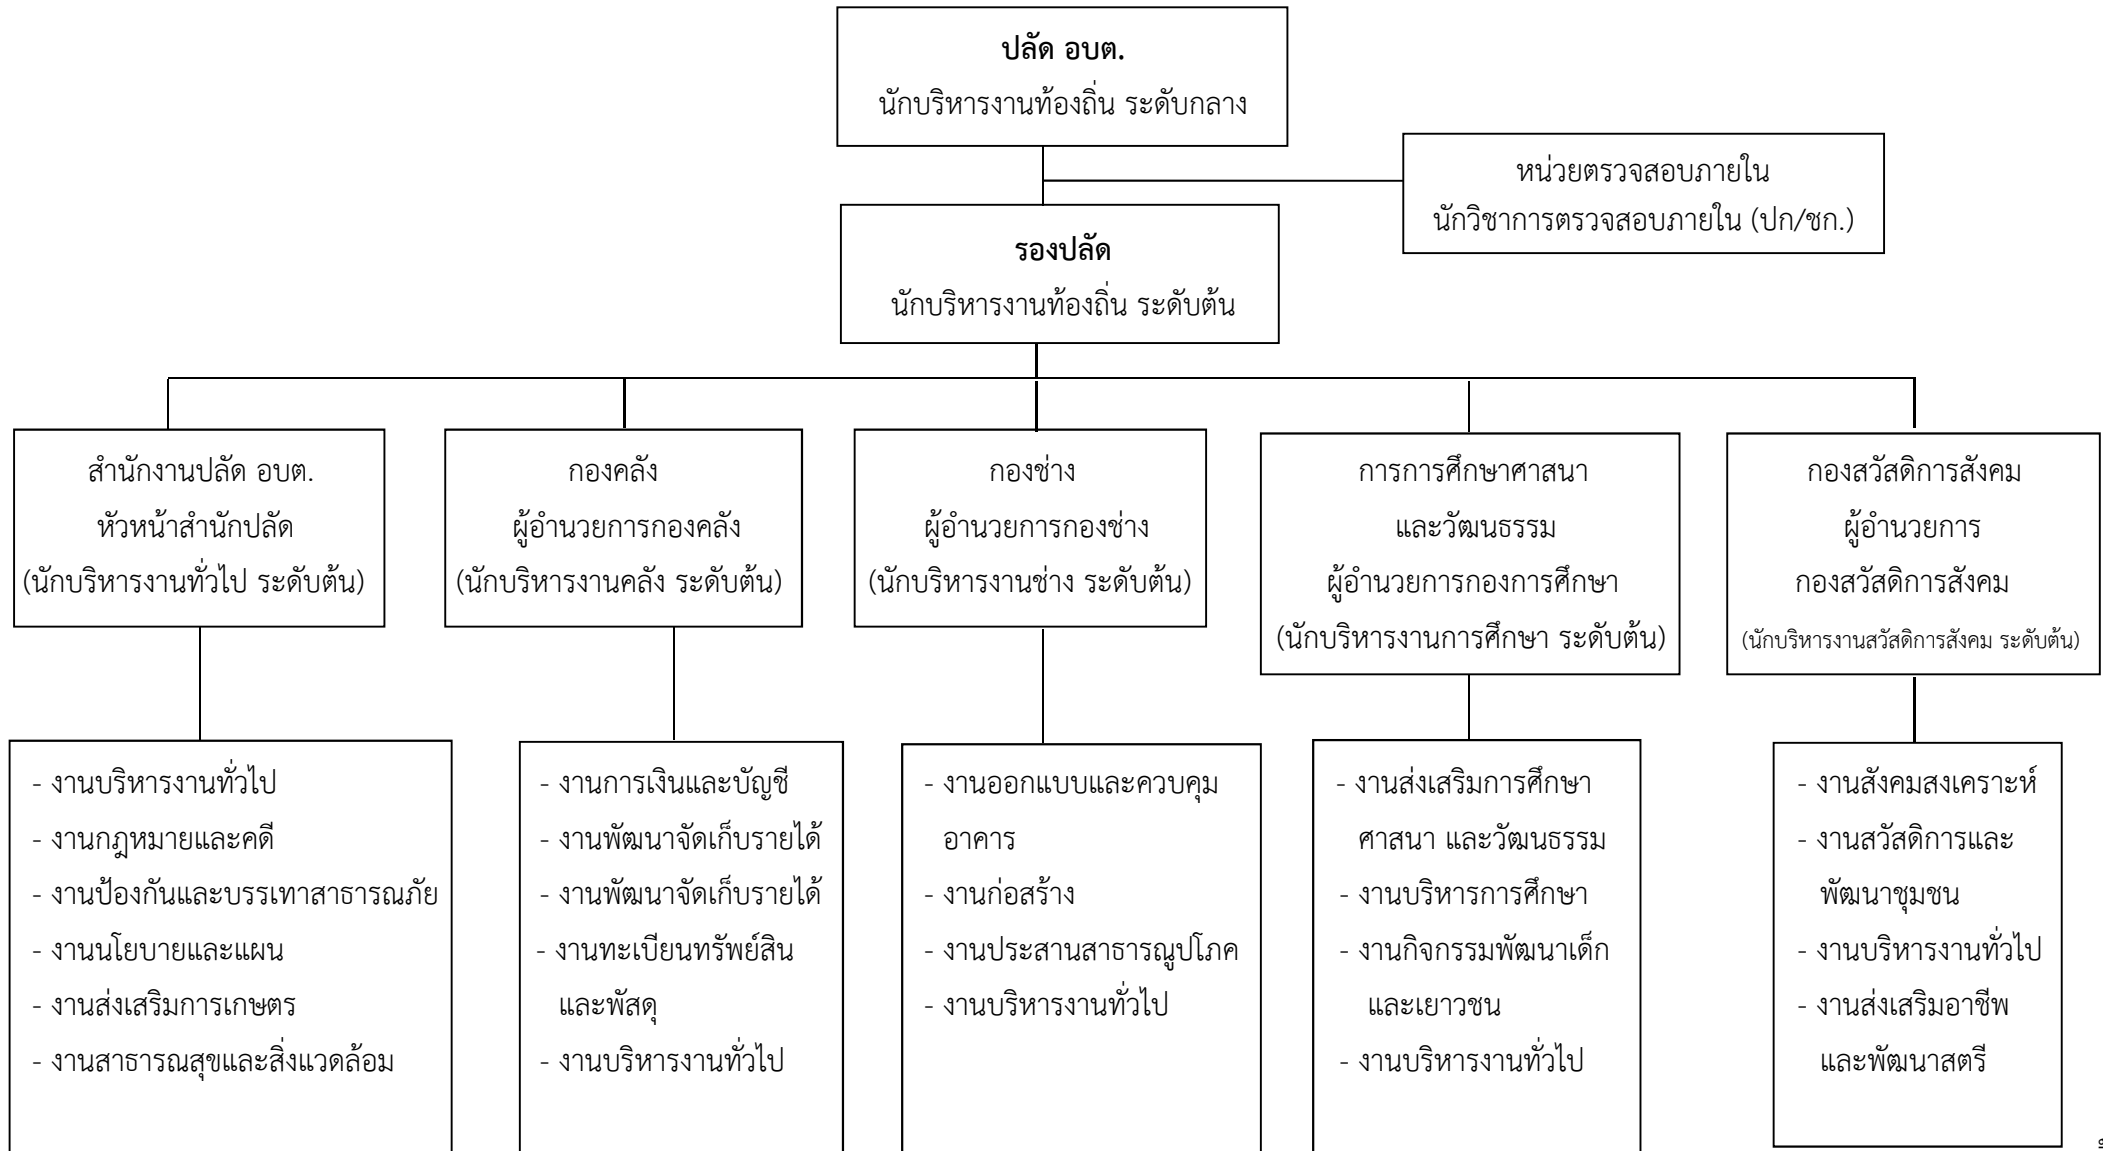 ปลัด อบต.
นักบริหารงานท้องถิ่น ระดับกลาง
หน่วยตรวจสอบภายใน
นักวิชาการตรวจสอบภายใน (ปก/ชก.)
รองปลัด
นักบริหารงานท้องถิ่น ระดับต้น
สำนักงานปลัด อบต.
หัวหน้าสำนักปลัด
(นักบริหารงานทั่วไป ระดับต้น)
กองคลัง
ผู้อำนวยการกองคลัง
(นักบริหารงานคลัง ระดับต้น)
กองช่าง
ผู้อำนวยการกองช่าง
(นักบริหารงานช่าง ระดับต้น)
การการศึกษาศาสนา
และวัฒนธรรม
ผู้อำนวยการกองการศึกษา
(นักบริหารงานการศึกษา ระดับต้น)
กองสวัสดิการสังคม
ผู้อำนวยการ
กองสวัสดิการสังคม
(นักบริหารงานสวัสดิการสังคม ระดับต้น)
- งานบริหารงานทั่วไป
- งานกฎหมายและคดี
- งานป้องกันและบรรเทาสาธารณภัย
- งานนโยบายและแผน
- งานส่งเสริมการเกษตร
- งานสาธารณสุขและสิ่งแวดล้อม
- งานการเงินและบัญชี
- งานพัฒนาจัดเก็บรายได้
- งานพัฒนาจัดเก็บรายได้
- งานทะเบียนทรัพย์สิน
และพัสดุ
- งานบริหารงานทั่วไป
- งานออกแบบและควบคุม
อาคาร
- งานก่อสร้าง
- งานประสานสาธารณูปโภค
- งานบริหารงานทั่วไป
- งานส่งเสริมการศึกษา
ศาสนา และวัฒนธรรม
- งานบริหารการศึกษา
- งานกิจกรรมพัฒนาเด็ก
และเยาวชน
- งานบริหารงานทั่วไป
- งานสังคมสงเคราะห์
- งานสวัสดิการและ
พัฒนาชุมชน
- งานบริหารงานทั่วไป
- งานส่งเสริมอาชีพ
และพัฒนาสตรี